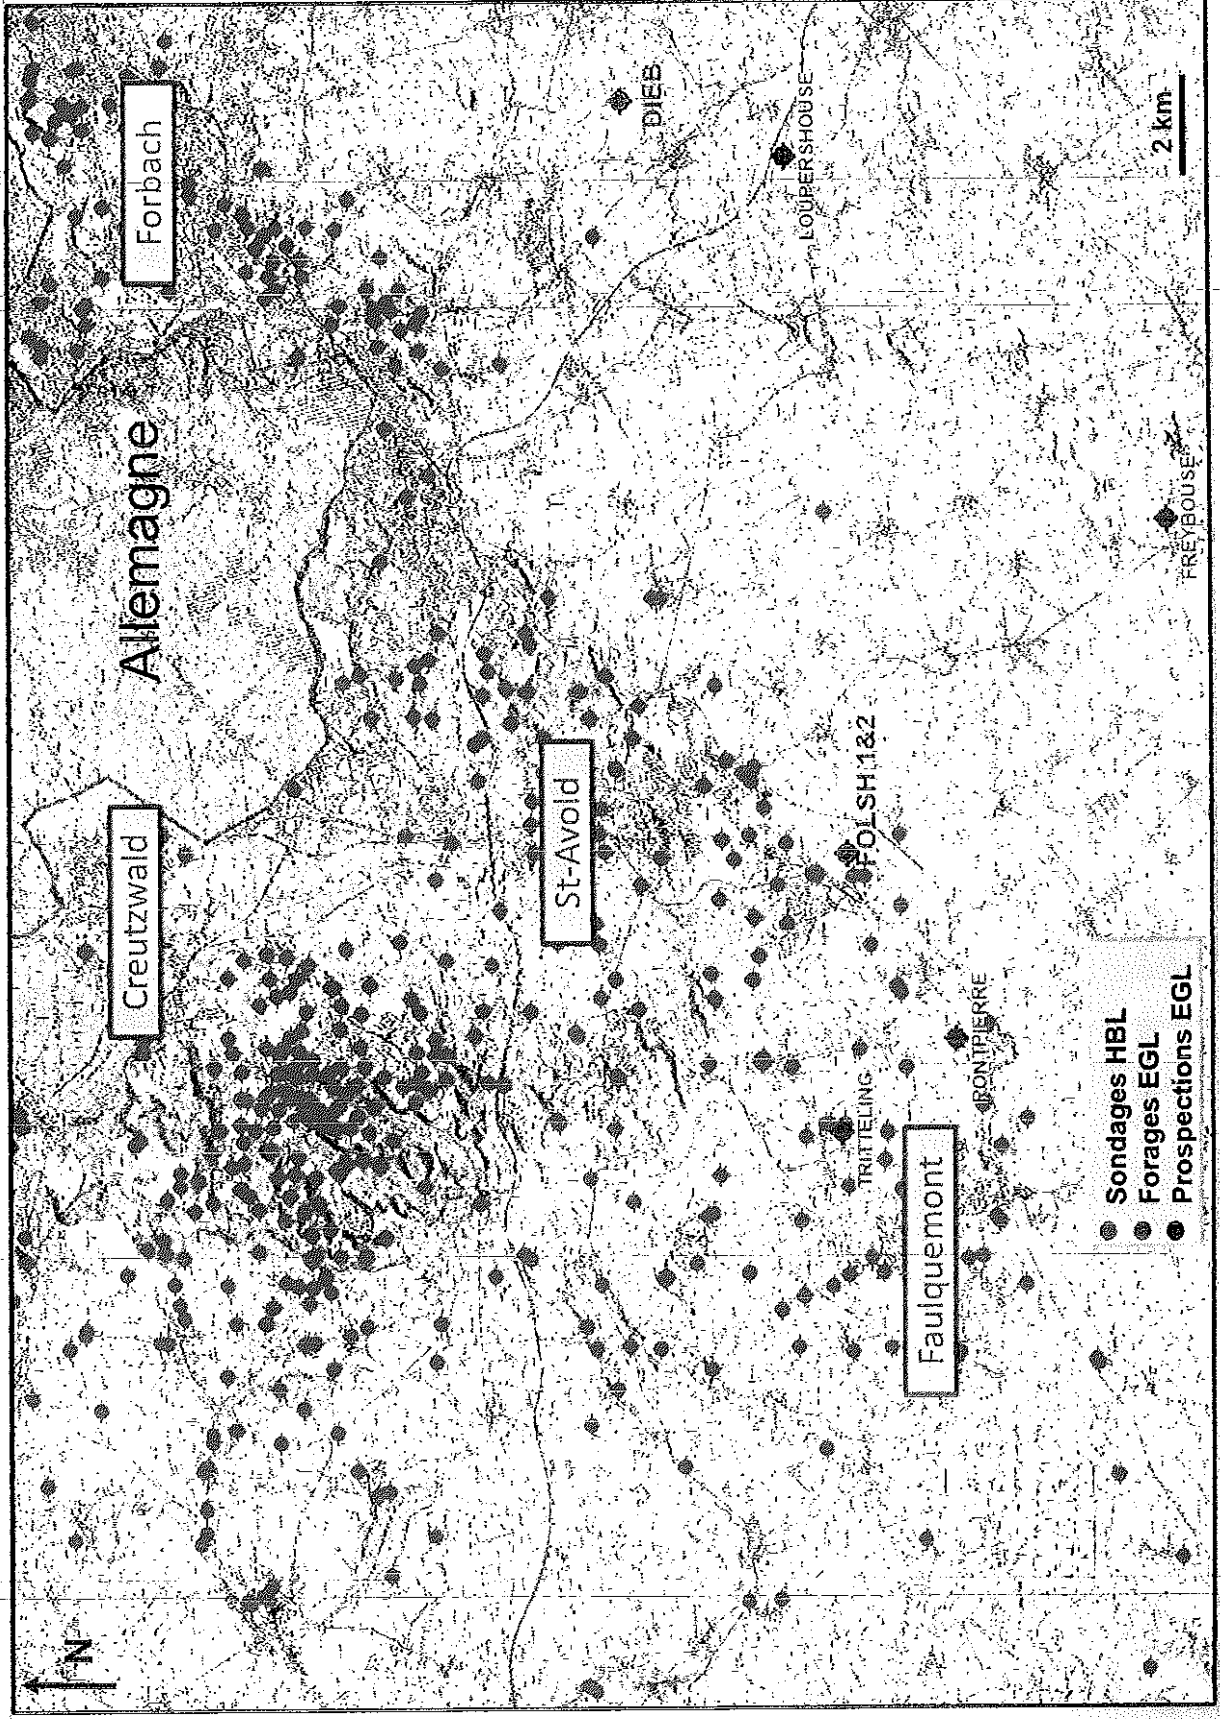 N
Allemagne
Creutzwald
Forbach
St-Avold
DIEB
LOUPERSHOUSE
FOLSH 1&2
TRITTELING
PONTPIERRE
Faulquemont
FREYBOUSE
Sondages HBL
Forages EGL
Prospections EGL
2 km